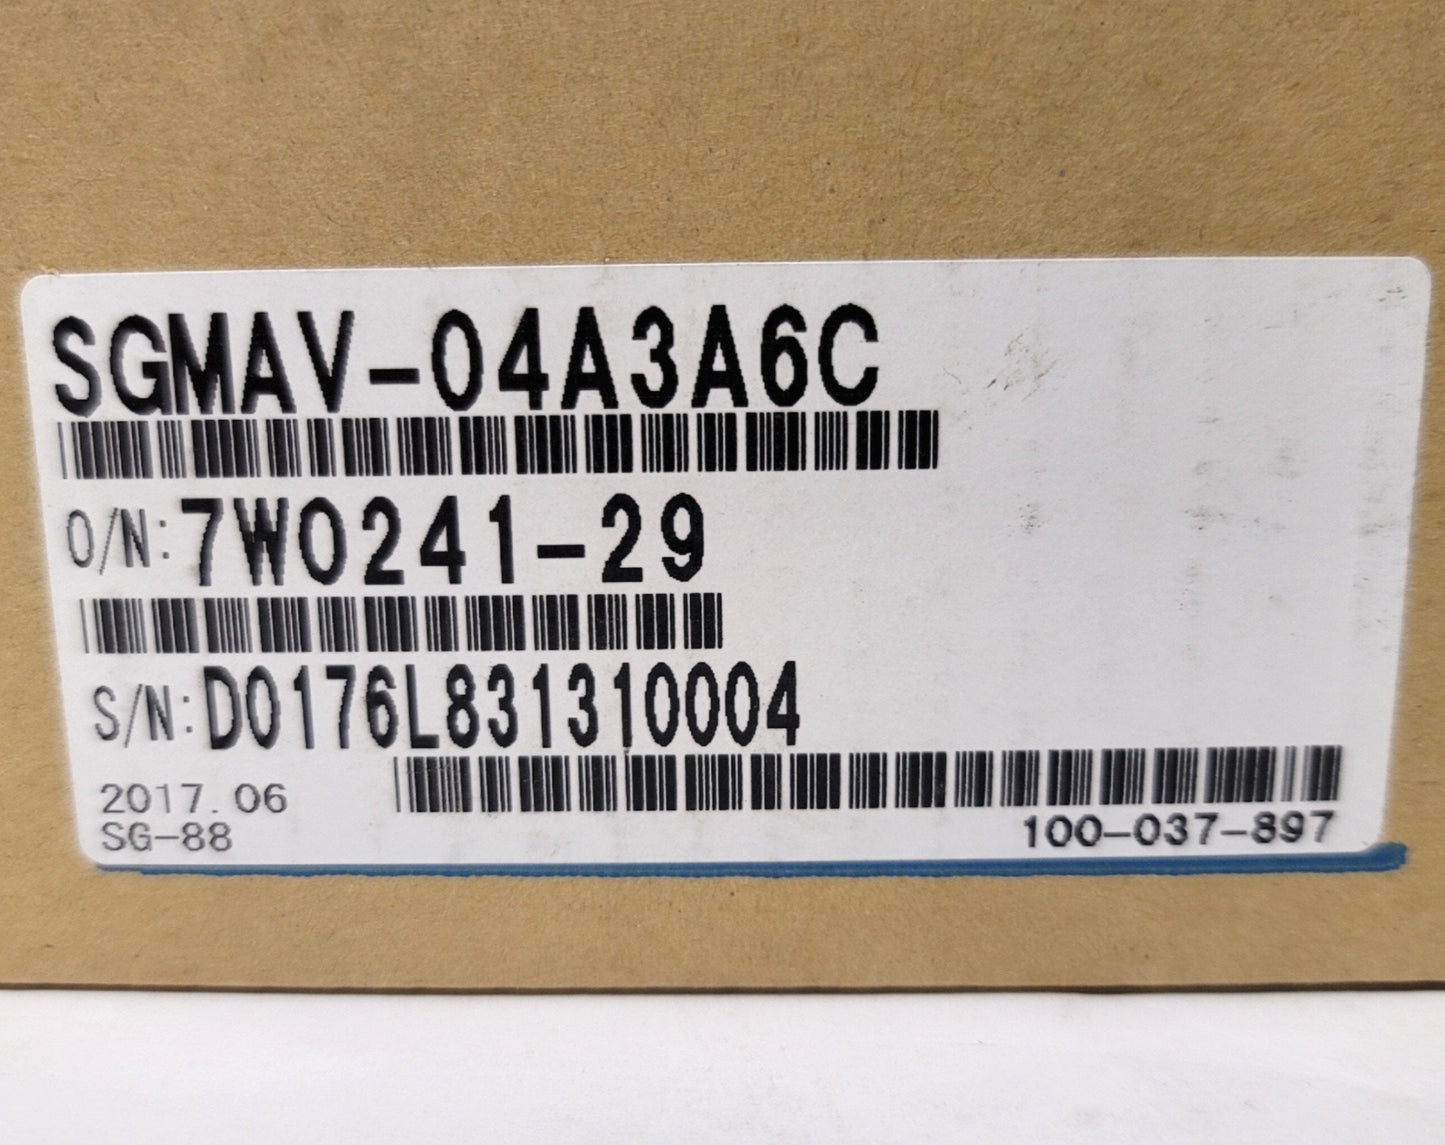 SGMAV-04A3A6C
O/N:7W0241-29
S/N:D0176L831310004
2017.06
SG-88
100-037-897